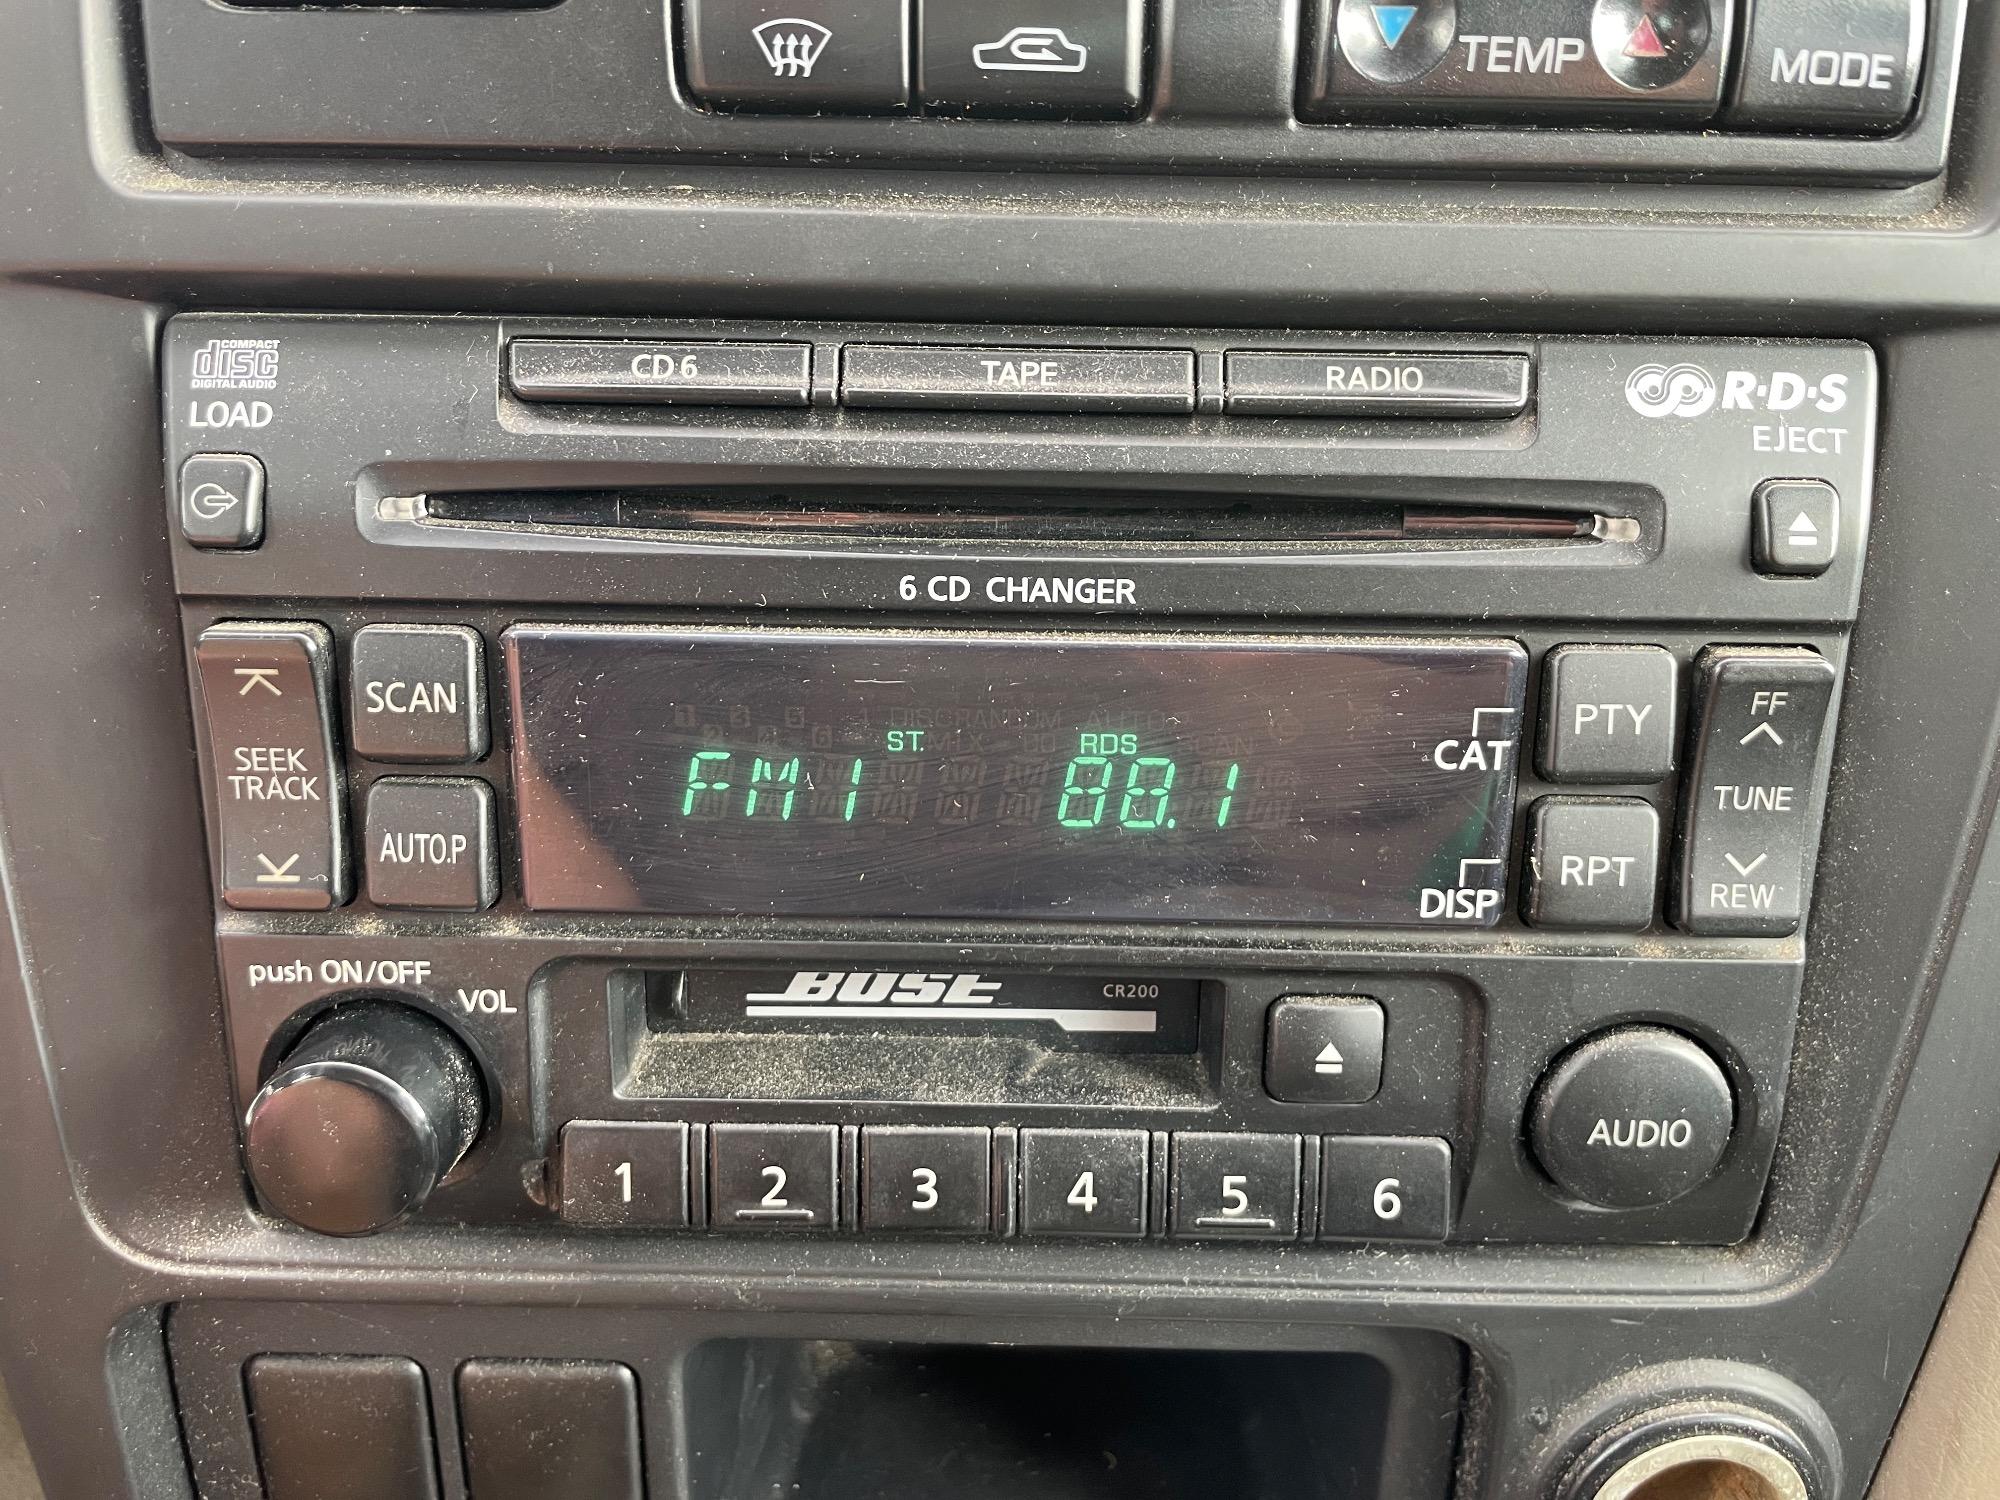 TEMP
MODE
COMPACT
disc
DIGITAL AUDIO
LOAD
CD6
TAPE
RADIO
R·D·S
EJECT
6 CD CHANGER
SEEK
TRACK
SCAN
AUTO.P
ST.
RDS
FM1
88.1
CAT
DISP
PTY
RPT
FF
TUNE
REW
push ON/OFF
VOL
BOSE
CR200
1
2
3
4
5
6
AUDIO